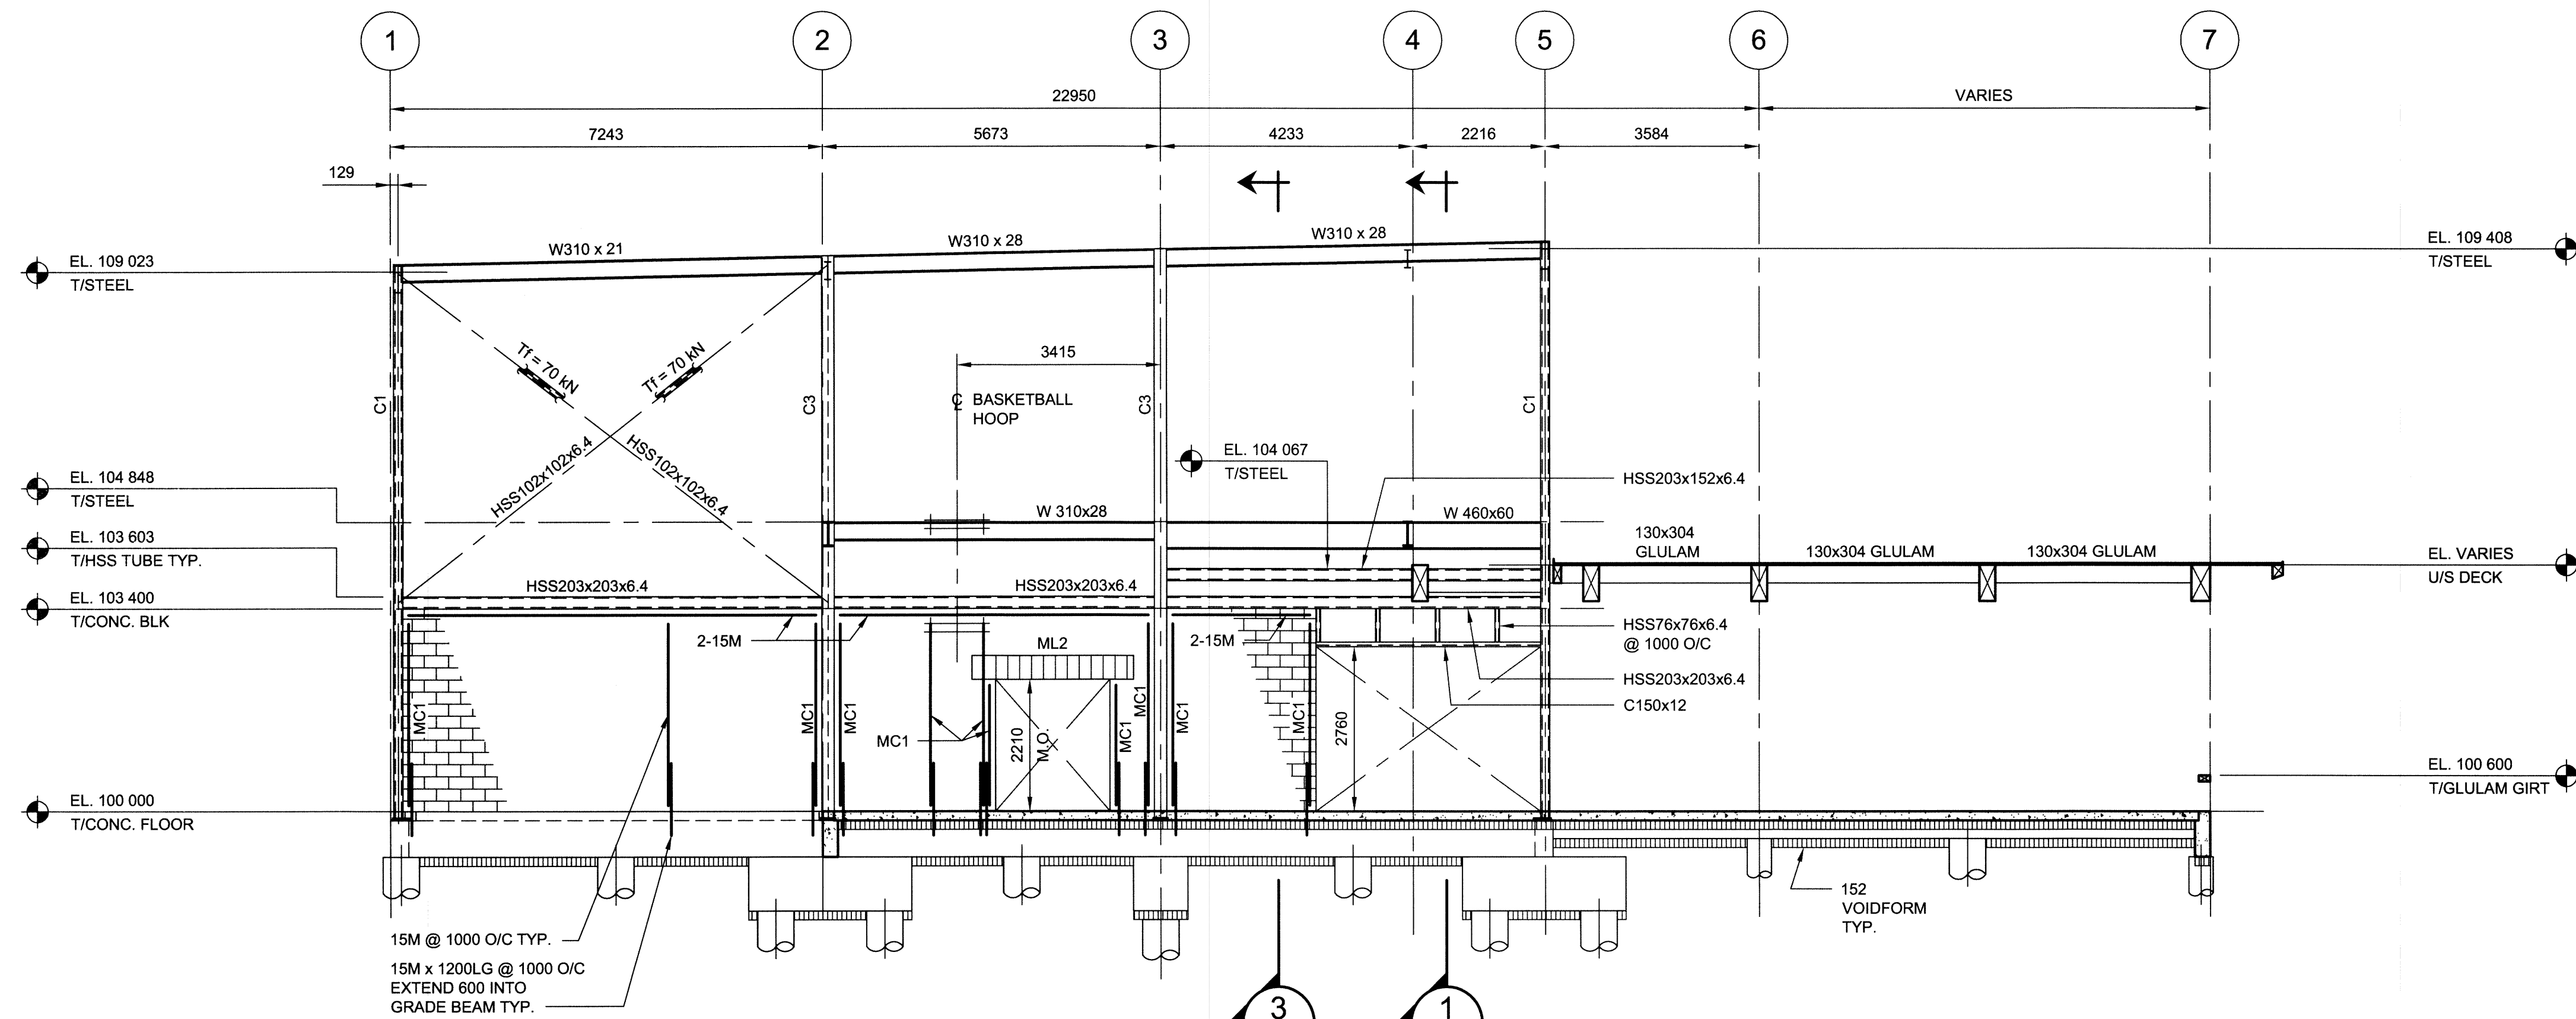 1 2 3 4 5 6 7
22950 VARIES
7243 5673 4233 2216 3584
129
W310 x 21
W310 x 28
W310 x 28
EL. 109 023
T/STEEL
EL. 109 408
T/STEEL
Tf = 70 kN
Tf = 70 kN
3415
C1
C3
℄ BASKETBALL
HOOP
C3
C1
HSS102x102x6.4
HSS102x102x6.4
EL. 104 067
T/STEEL
EL. 104 848
T/STEEL
HSS203x152x6.4
W 310x28
W 460x60
EL. 103 603
T/HSS TUBE TYP.
130x304
GLULAM
130x304 GLULAM
130x304 GLULAM
EL. VARIES
U/S DECK
HSS203x203x6.4
HSS203x203x6.4
EL. 103 400
T/CONC. BLK
2-15M
2-15M
ML2
HSS76x76x6.4
@ 1000 O/C
HSS203x203x6.4
C150x12
MC1
MC1
MC1
MC1
2210
M.O.
MC1
MC1
MC1
MC1
2760
EL. 100 600
T/GLULAM GIRT
EL. 100 000
T/CONC. FLOOR
152
VOIDFORM
TYP.
15M @ 1000 O/C TYP.
15M x 1200LG @ 1000 O/C
EXTEND 600 INTO
GRADE BEAM TYP.
3
1